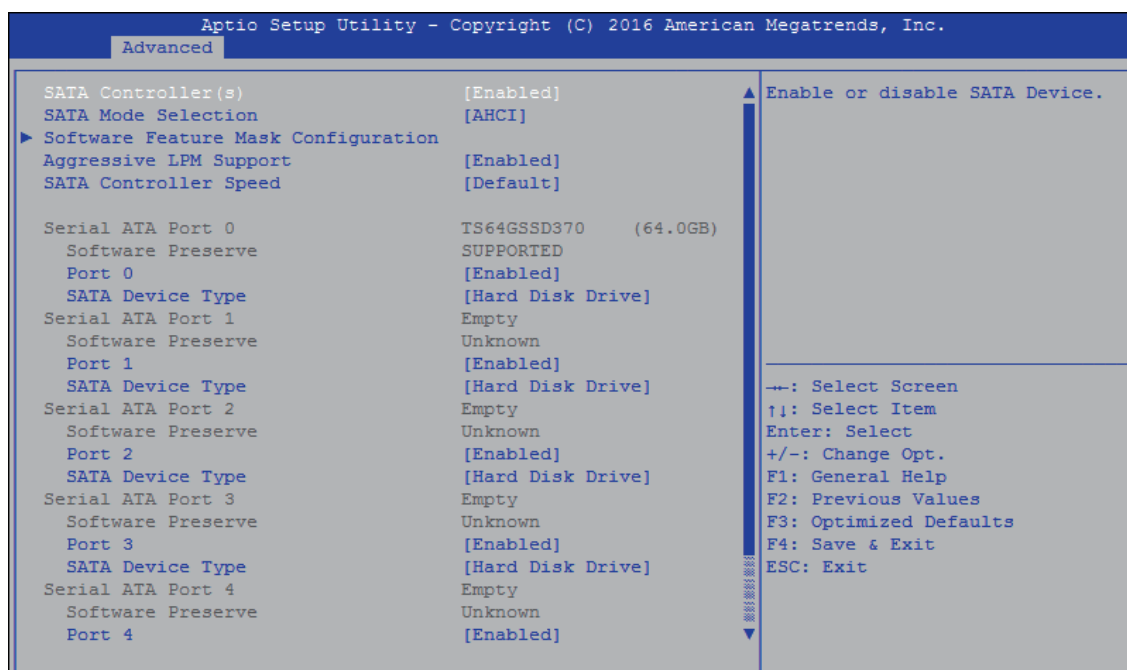 Aptio Setup Utility – Copyright (C) 2016 American Megatrends, Inc.
Advanced
SATA Controller(s) [Enabled]
SATA Mode Selection [AHCI]
► Software Feature Mask Configuration
Aggressive LPM Support [Enabled]
SATA Controller Speed [Default]
Serial ATA Port 0 TS64GSSD370 (64.0GB)
Software Preserve SUPPORTED
Port 0 [Enabled]
SATA Device Type [Hard Disk Drive]
Serial ATA Port 1 Empty
Software Preserve Unknown
Port 1 [Enabled]
SATA Device Type [Hard Disk Drive]
Serial ATA Port 2 Empty
Software Preserve Unknown
Port 2 [Enabled]
SATA Device Type [Hard Disk Drive]
Serial ATA Port 3 Empty
Software Preserve Unknown
Port 3 [Enabled]
SATA Device Type [Hard Disk Drive]
Serial ATA Port 4 Empty
Software Preserve Unknown
Port 4 [Enabled]
Enable or disable SATA Device.
→←: Select Screen
↑↓: Select Item
Enter: Select
+/-: Change Opt.
F1: General Help
F2: Previous Values
F3: Optimized Defaults
F4: Save & Exit
ESC: Exit